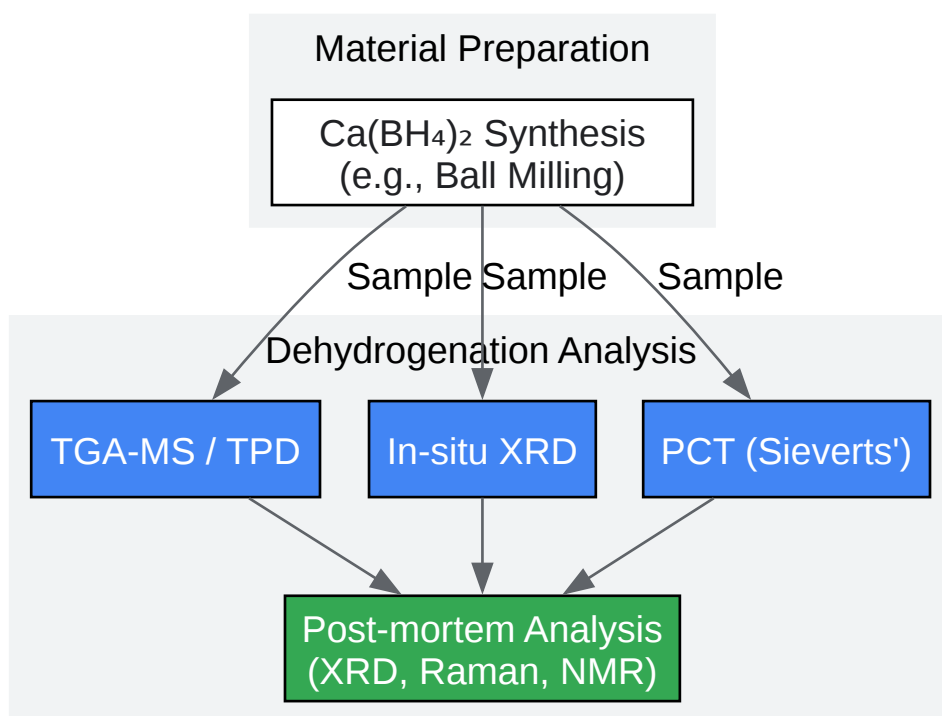 Material Preparation
Ca(BH₄)₂ Synthesis
(e.g., Ball Milling)
Sample Sample Sample
Dehydrogenation Analysis
TGA-MS / TPD In-situ XRD PCT (Sieverts')
Post-mortem Analysis
(XRD, Raman, NMR)